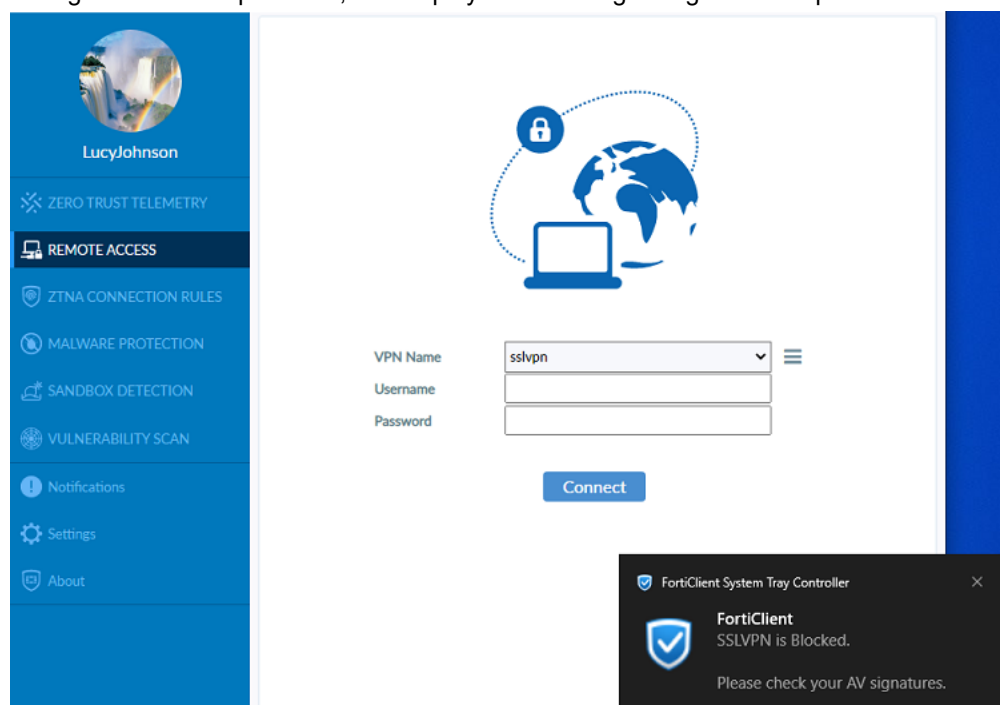 LucyJohnson
ZERO TRUST TELEMETRY
REMOTE ACCESS
ZTNA CONNECTION RULES
MALWARE PROTECTION
SANDBOX DETECTION
VULNERABILITY SCAN
Notifications
Settings
About
VPN Name
sslvpn
Username
Password
Connect
FortiClient System Tray Controller
FortiClient
SSLVPN is Blocked.
Please check your AV signatures.